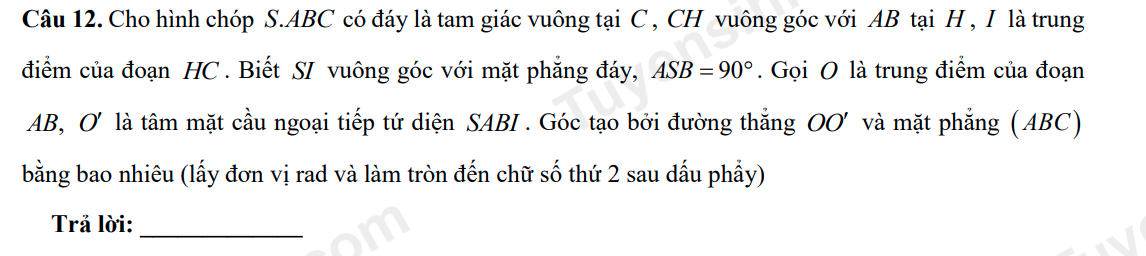 Câu 12. Cho hình chóp S.ABC có đáy là tam giác vuông tại C, CH vuông góc với AB tại H, I là trung
điểm của đoạn HC. Biết SI vuông góc với mặt phẳng đáy, ASB = 90°. Gọi O là trung điểm của đoạn
AB, O' là tâm mặt cầu ngoại tiếp tứ diện SABI. Góc tạo bởi đường thẳng OO' và mặt phẳng (ABC)
bằng bao nhiêu (lấy đơn vị rad và làm tròn đến chữ số thứ 2 sau dấu phẩy)
Trả lời: ____________